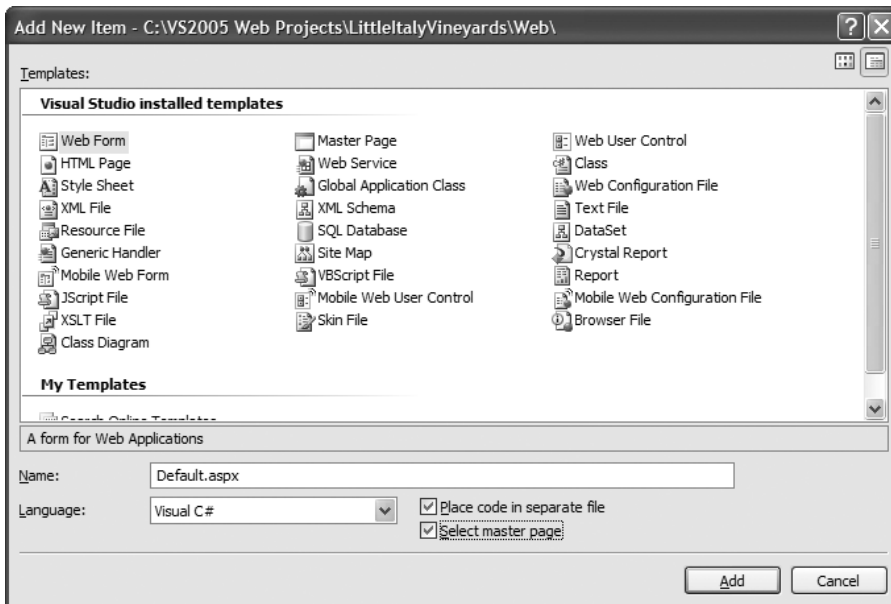 Add New Item - C:\VS2005 Web Projects\LittleItalyVineyards\Web\
Templates:
Visual Studio installed templates
Web Form Master Page Web User Control
HTML Page Web Service Class
Style Sheet Global Application Class Web Configuration File
XML File XML Schema Text File
Resource File SQL Database DataSet
Generic Handler Site Map Crystal Report
Mobile Web Form VBScript File Report
JScript File Mobile Web User Control Mobile Web Configuration File
XSLT File Skin File Browser File
Class Diagram
My Templates
Search Online Templates
A form for Web Applications
Name: Default.aspx
Language: Visual C# Place code in separate file
Select master page
Add Cancel